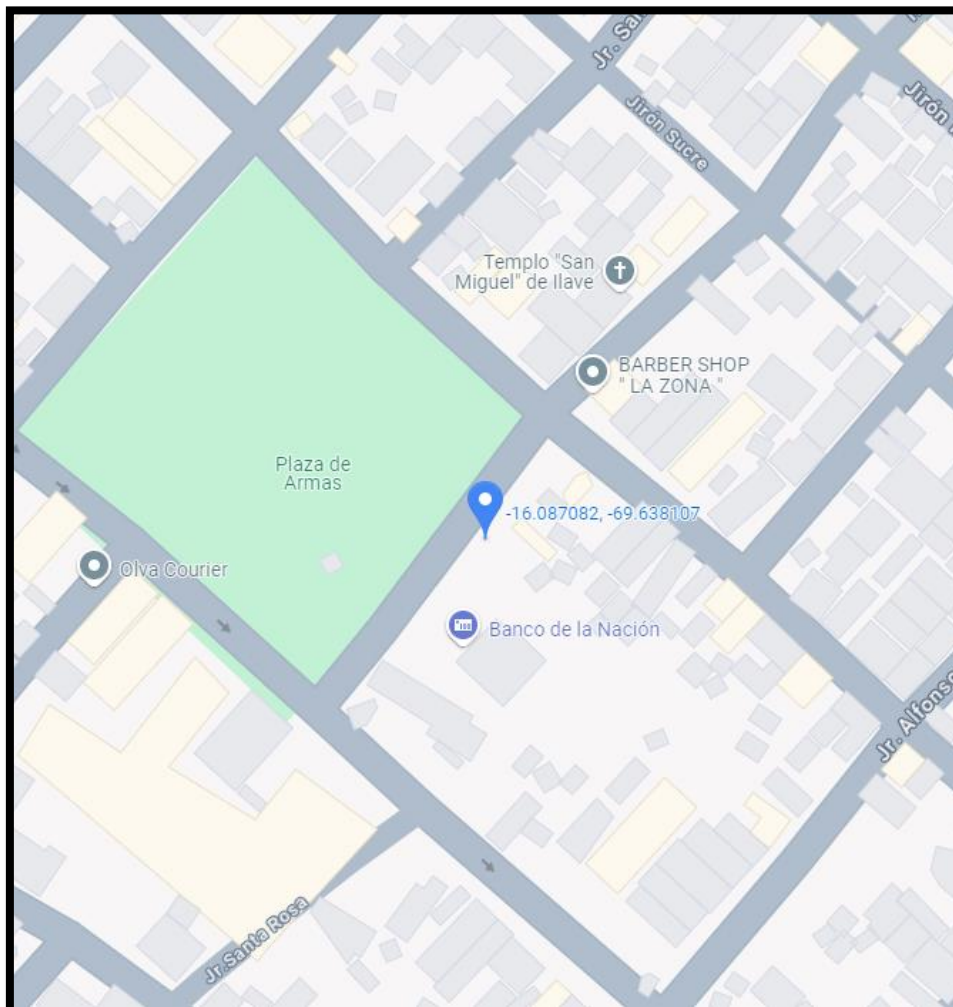 Jr. San
Jirón Sucre
Jirón
Templo "San
Miguel" de Ilave
BARBER SHOP
" LA ZONA "
Plaza de
Armas
-16.087082, -69.638107
Olva Courier
Banco de la Nación
Jr. Alfonso
Jr. Santa Rosa